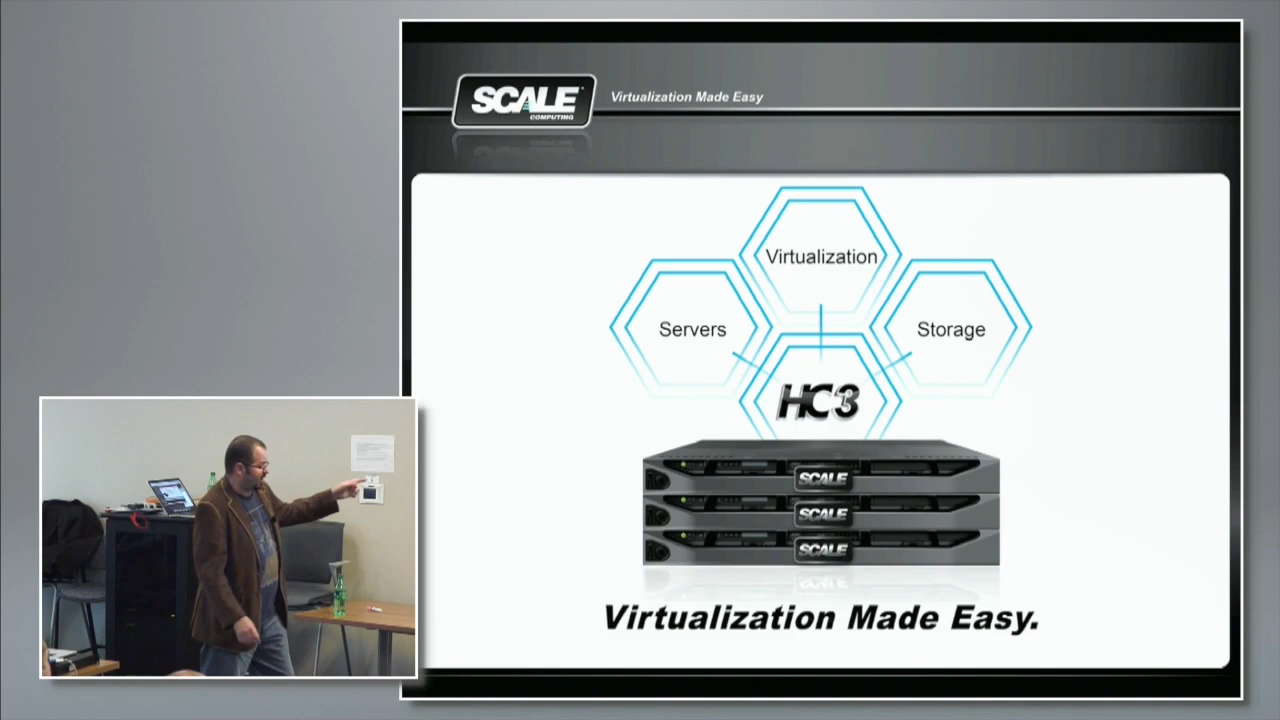 SCALE
COMPUTING
Virtualization Made Easy
Virtualization
Servers
Storage
HC3
SCALE
SCALE
SCALE
Virtualization Made Easy.